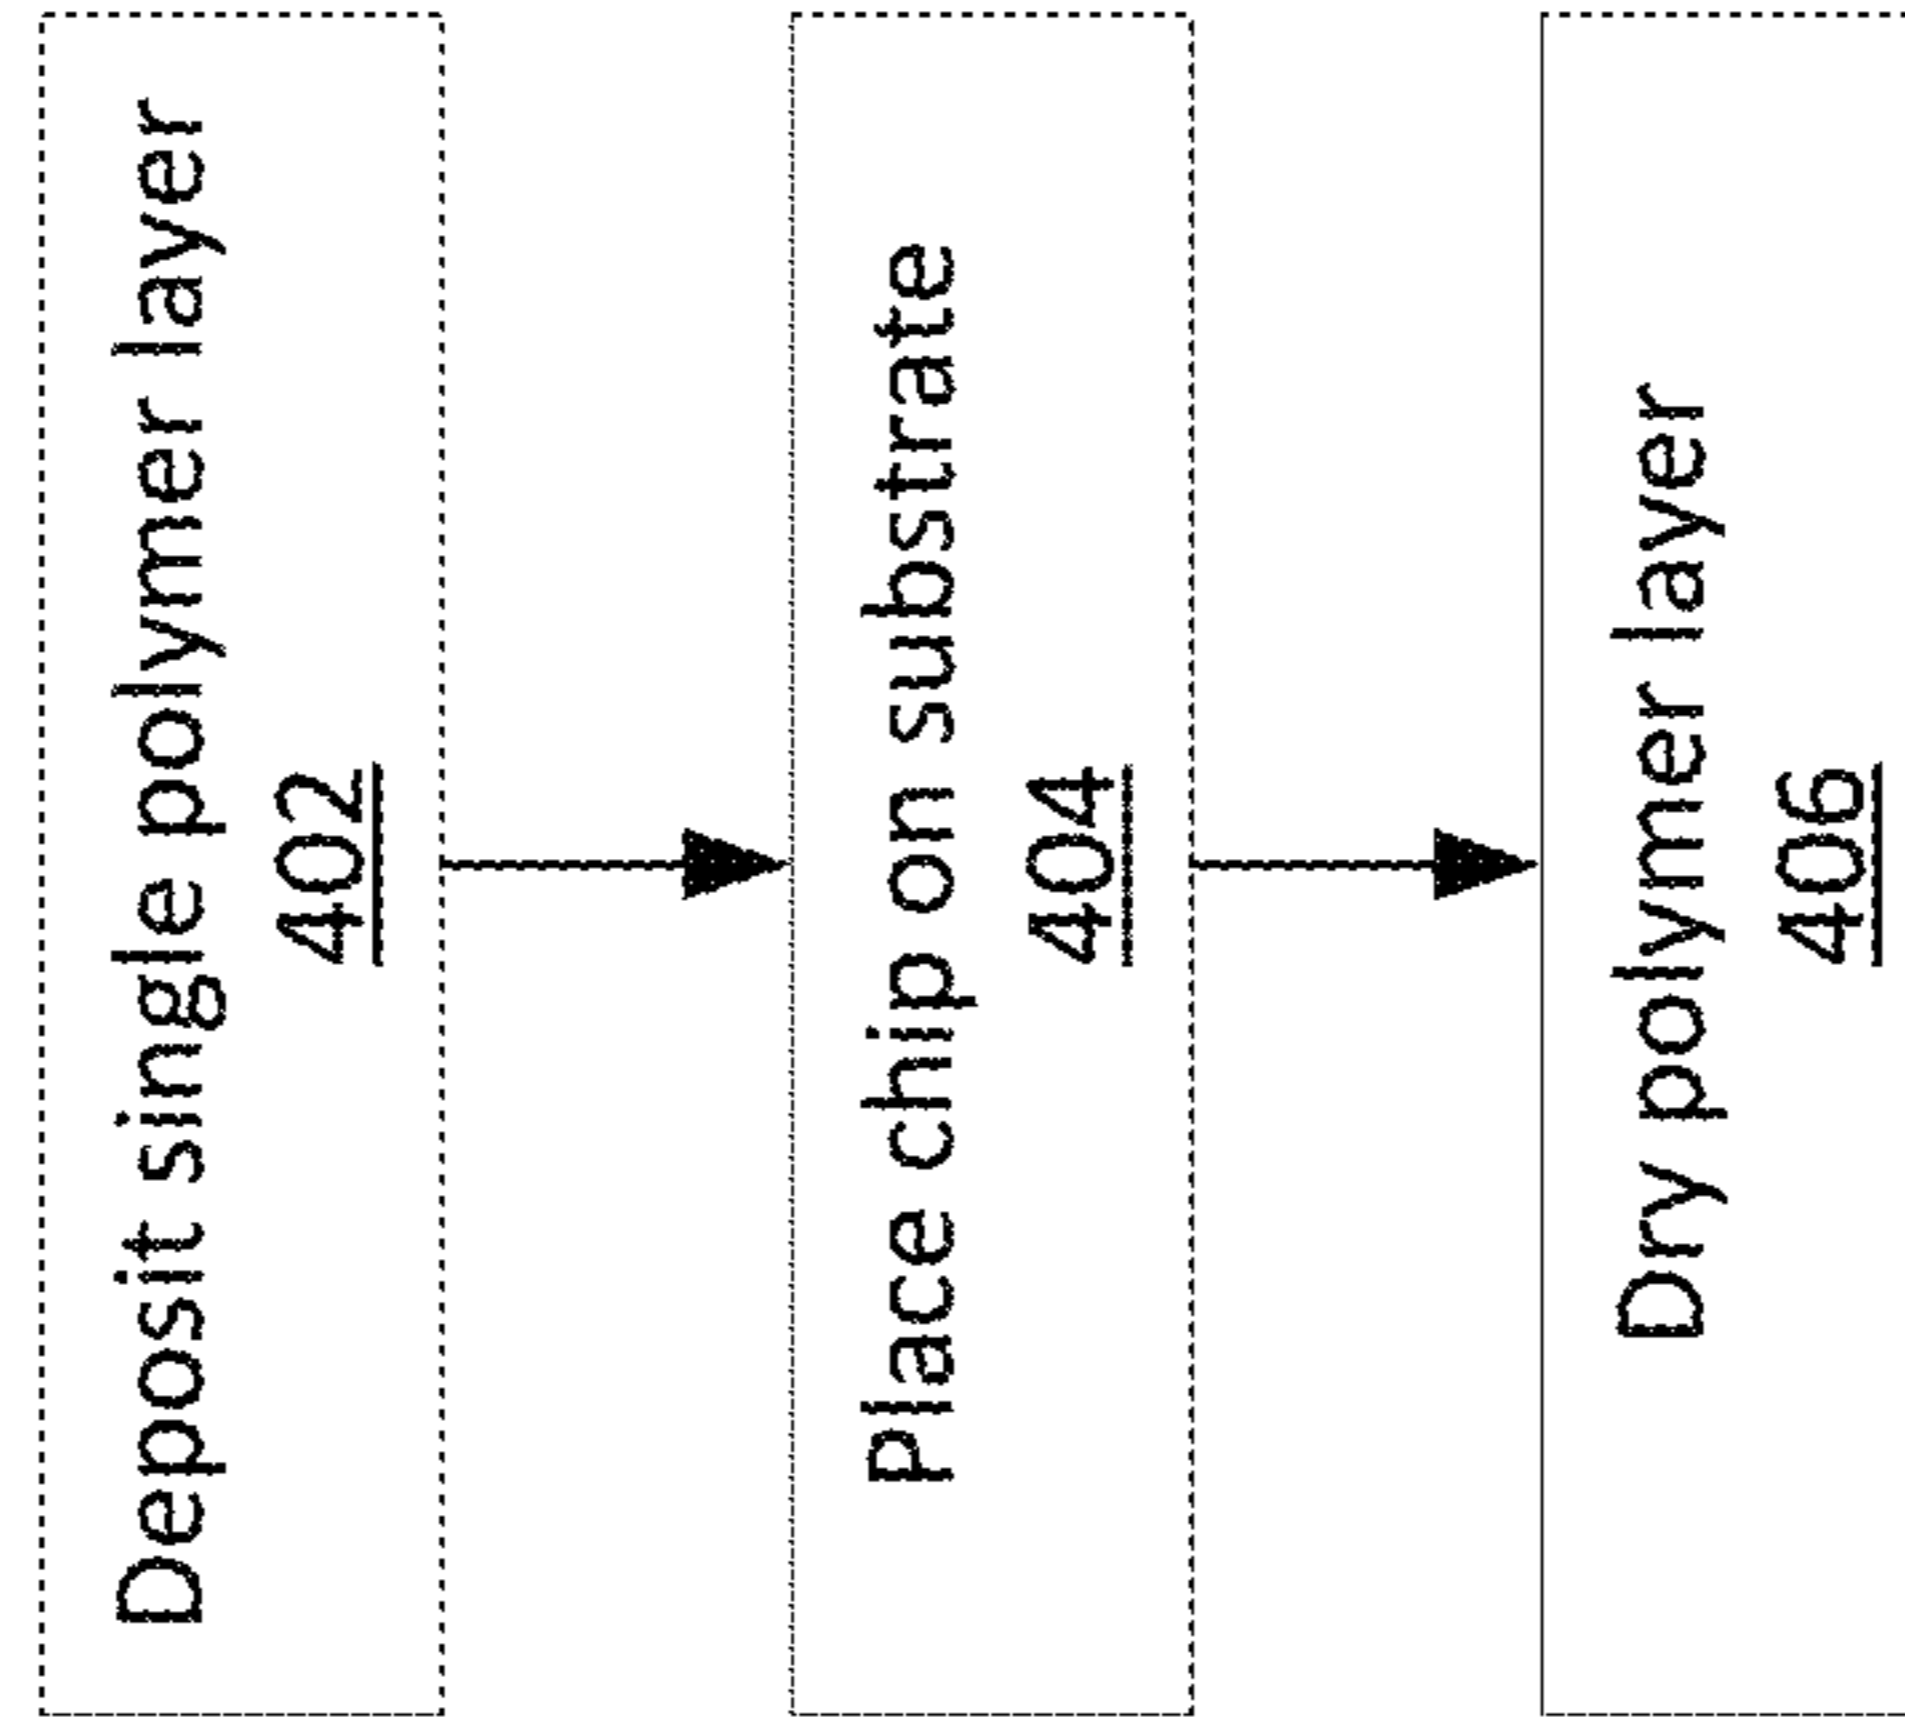 Deposit single polymer layer
402
Place chip on substrate
404
Dry polymer layer
406